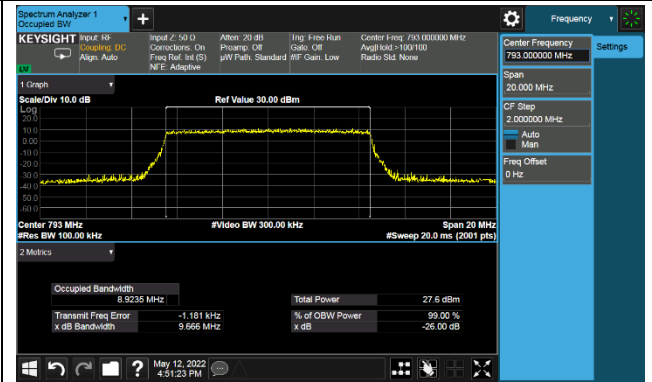 Spectrum Analyzer 1
Occupied BW
Frequency
KEYSIGHT Input: RF Input Z: 50 Ω Atten: 20 dB Trig: Free Run Center Freq: 793.000000 MHz
Coupling: DC Corrections: On Preamp: Off Gate: Off Avg|Hold:>100/100
Align: Auto Freq Ref: Int (S) µW Path: Standard #IF Gain: Low Radio Std: None
NFE: Adaptive
Center Frequency
793.000000 MHz
Settings
Span
20.000 MHz
CF Step
2.000000 MHz
Auto
Man
Freq Offset
0 Hz
1 Graph
Scale/Div 10.0 dB Ref Value 30.00 dBm
Log
20.0
10.0
0.00
-10.0
-20.0
-30.0
-40.0
-50.0
-60.0
Center 793 MHz #Video BW 300.00 kHz Span 20 MHz
#Res BW 100.00 kHz #Sweep 20.0 ms (2001 pts)
2 Metrics
Occupied Bandwidth
8.9235 MHz Total Power 27.6 dBm
Transmit Freq Error -1.181 kHz % of OBW Power 99.00 %
x dB Bandwidth 9.666 MHz x dB -26.00 dB
May 12, 2022
4:51:23 PM